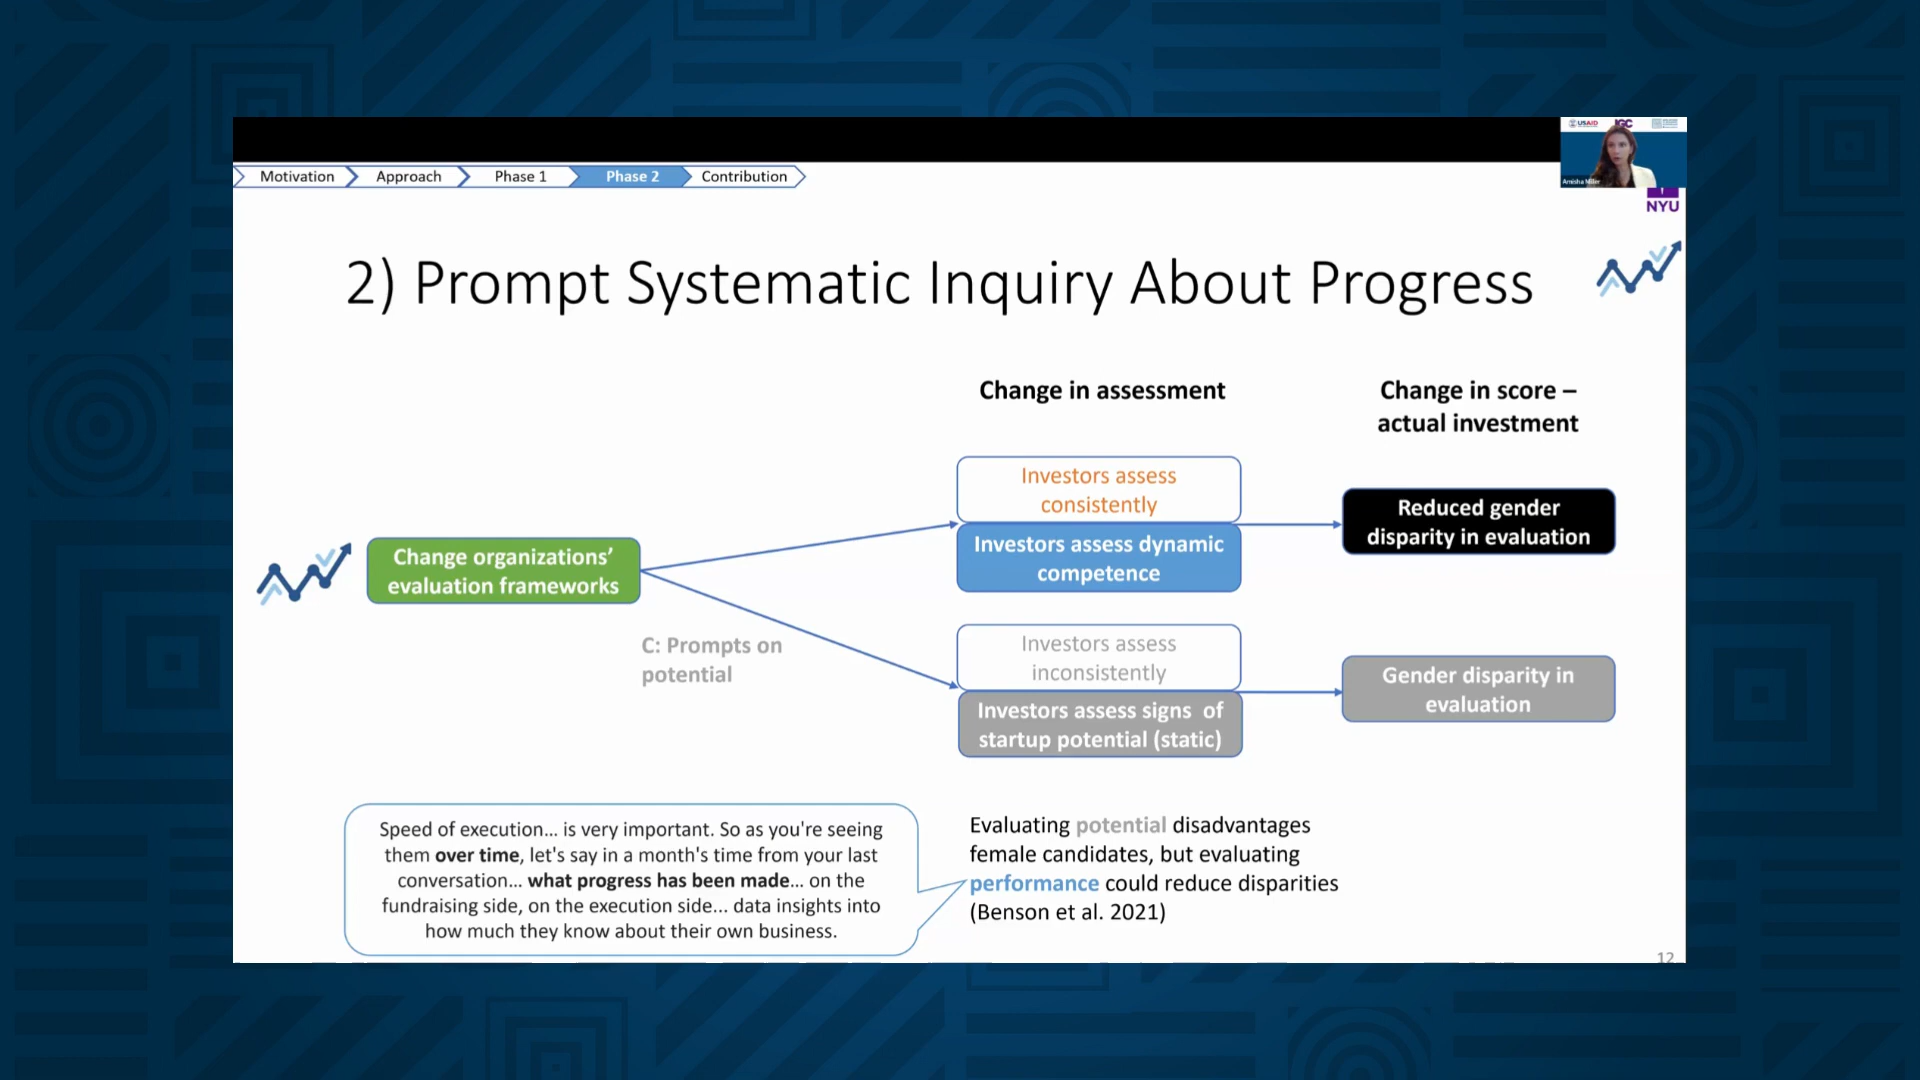 USAID
IGC
Amisha Miller
NYU
Motivation
Approach
Phase 1
Phase 2
Contribution
2) Prompt Systematic Inquiry About Progress
Change in assessment
Change in score –
actual investment
Investors assess
consistently
Investors assess dynamic
competence
Reduced gender
disparity in evaluation
Change organizations’
evaluation frameworks
C: Prompts on
potential
Investors assess
inconsistently
Investors assess signs of
startup potential (static)
Gender disparity in
evaluation
Speed of execution... is very important. So as you're seeing
them over time, let's say in a month's time from your last
conversation... what progress has been made... on the
fundraising side, on the execution side... data insights into
how much they know about their own business.
Evaluating potential disadvantages
female candidates, but evaluating
performance could reduce disparities
(Benson et al. 2021)
12